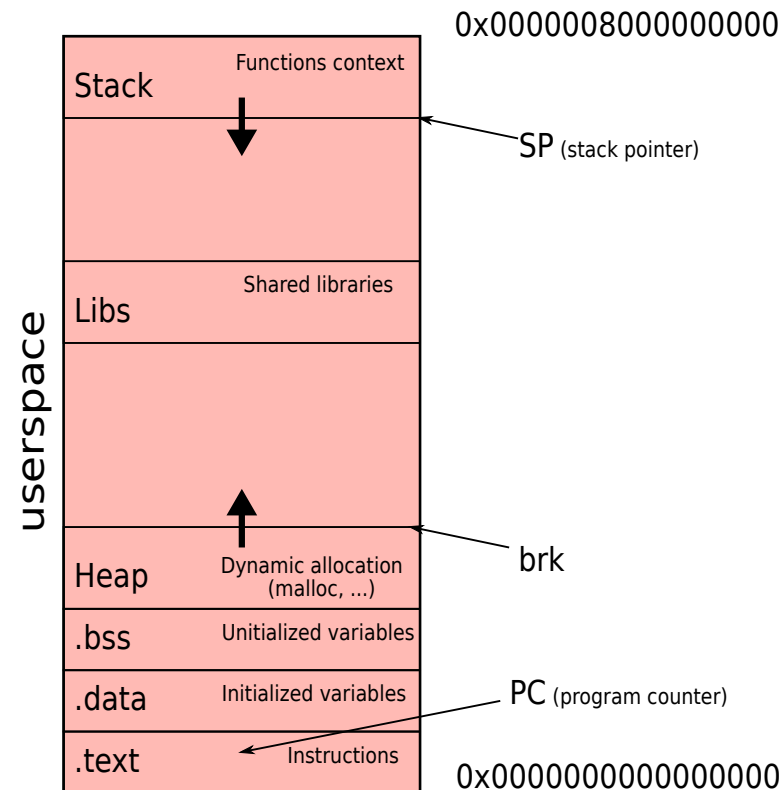 0x0000008000000000
Functions context
Stack
SP (stack pointer)
Shared libraries
Libs
userspace
brk
Heap
Dynamic allocation
(malloc, ...)
.bss
Unitialized variables
.data
Initialized variables
PC (program counter)
.text
Instructions
0x0000000000000000